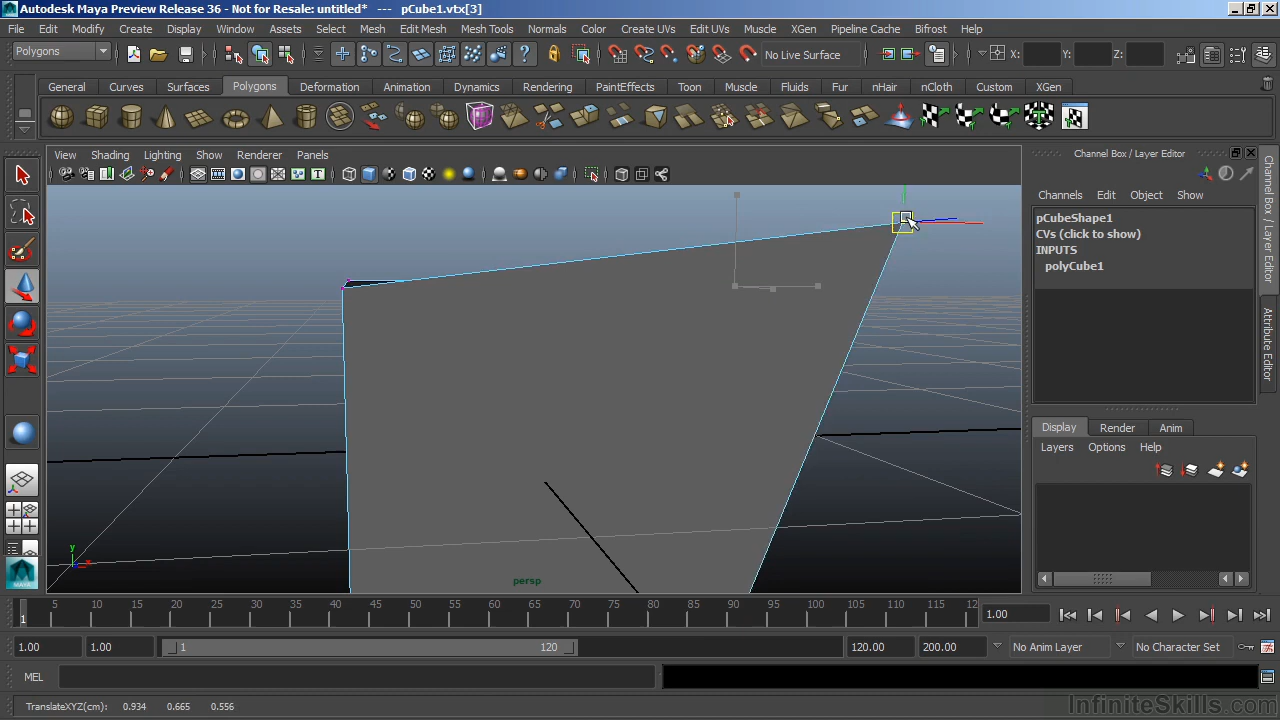 Autodesk Maya Preview Release 36 - Not for Resale: untitled* --- pCube1.vtx[3]
File Edit Modify Create Display Window Assets Select Mesh Edit Mesh Mesh Tools Normals Color Create UVs Edit UVs Muscle XGen Pipeline Cache Bifrost Help
Polygons No Live Surface X: Y: Z:
General Curves Surfaces Polygons Deformation Animation Dynamics Rendering PaintEffects Toon Muscle Fluids Fur nHair nCloth Custom XGen
View Shading Lighting Show Renderer Panels
Channel Box / Layer Editor
Channels Edit Object Show
pCubeShape1
CVs (click to show)
INPUTS
polyCube1
Channel Box / Layer Editor
Attribute Editor
Display Render Anim
Layers Options Help
y
persp
MAYA
1 5 10 15 20 25 30 35 40 45 50 55 60 65 70 75 80 85 90 95 100 105 110 115 12 1.00
1.00 1.00 1 120 120.00 200.00 No Anim Layer No Character Set
MEL
TranslateXYZ(cm): 0.934 0.665 0.556
InfiniteSkills.com